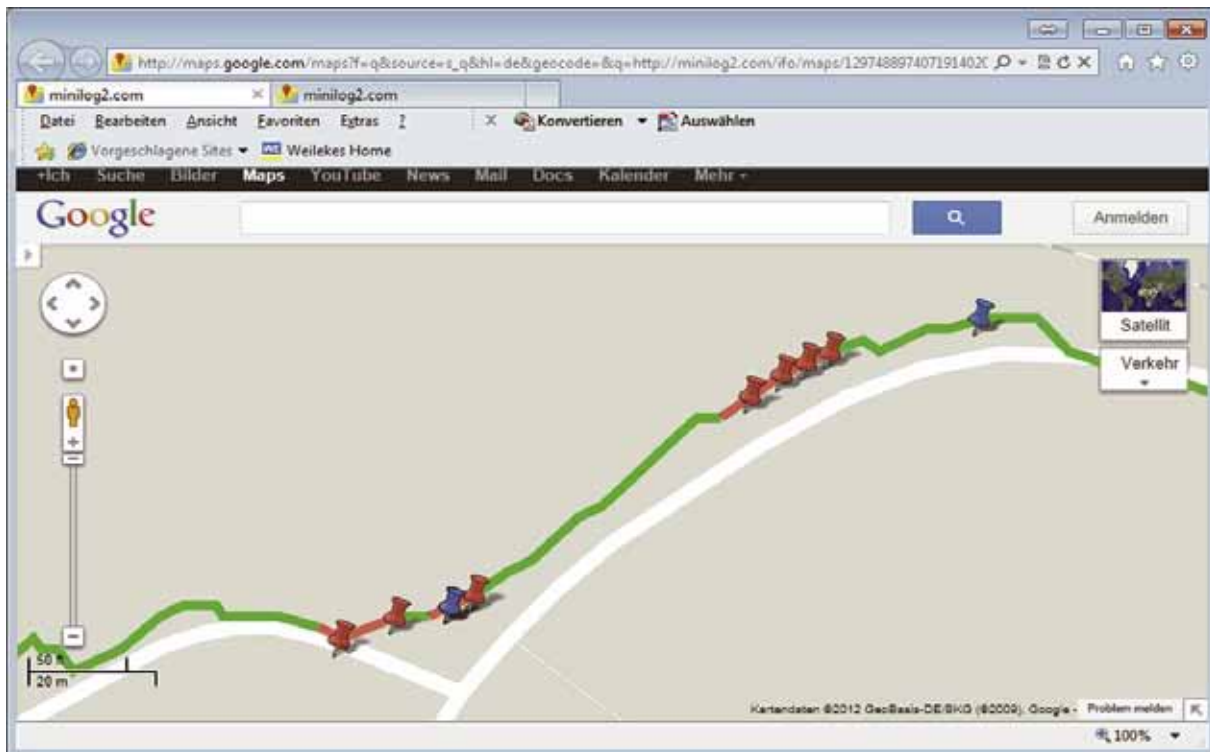 http://maps.google.com/maps?f=q&source=s_q&hl=de&geocode=&q=http://minilog2.com/ifo/maps/12974889740719140
minilog2.com × minilog2.com
Datei Bearbeiten Ansicht Favoriten Extras ? X Konvertieren Auswählen
Vorgeschlagene Sites Weilekes Home
+Ich Suche Bilder Maps YouTube News Mail Docs Kalender Mehr
Google Anmelden
Satellit
Verkehr
50 ft
20 m
Kartendaten ©2012 GeoBasis-DE/BKG (©2009), Google - Problem melden
100%